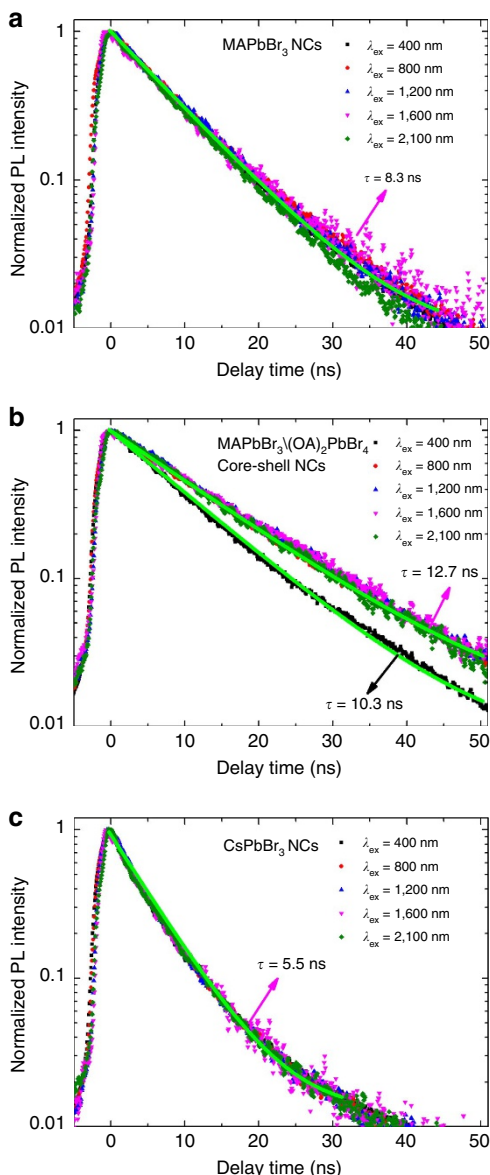 a
MAPbBr₃ NCs
λex = 400 nm
λex = 800 nm
λex = 1,200 nm
λex = 1,600 nm
λex = 2,100 nm
τ = 8.3 ns
Normalized PL intensity
1
0.1
0.01
0 10 20 30 40 50
Delay time (ns)
b
MAPbBr₃\(OA)₂PbBr₄
Core-shell NCs
λex = 400 nm
λex = 800 nm
λex = 1,200 nm
λex = 1,600 nm
λex = 2,100 nm
τ = 12.7 ns
τ = 10.3 ns
Normalized PL intensity
1
0.1
0.01
0 10 20 30 40 50
Delay time (ns)
c
CsPbBr₃ NCs
λex = 400 nm
λex = 800 nm
λex = 1,200 nm
λex = 1,600 nm
λex = 2,100 nm
τ = 5.5 ns
Normalized PL intensity
1
0.1
0.01
0 10 20 30 40 50
Delay time (ns)